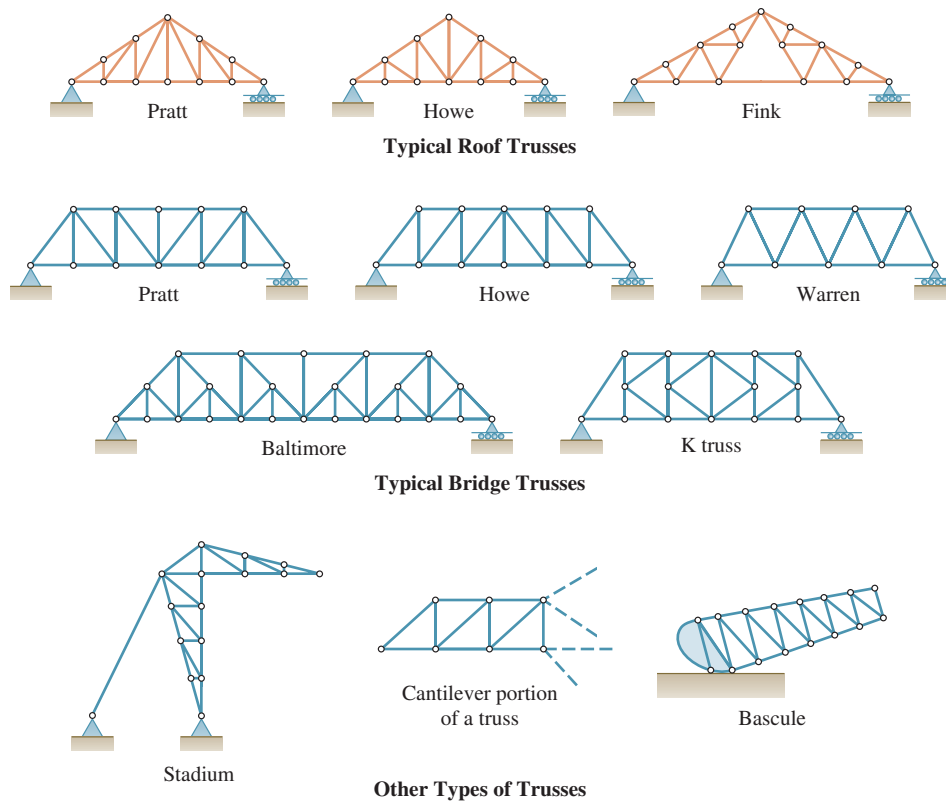 Pratt
Howe
Fink
Typical Roof Trusses
Pratt
Howe
Warren
Baltimore
K truss
Typical Bridge Trusses
Stadium
Cantilever portion
of a truss
Bascule
Other Types of Trusses